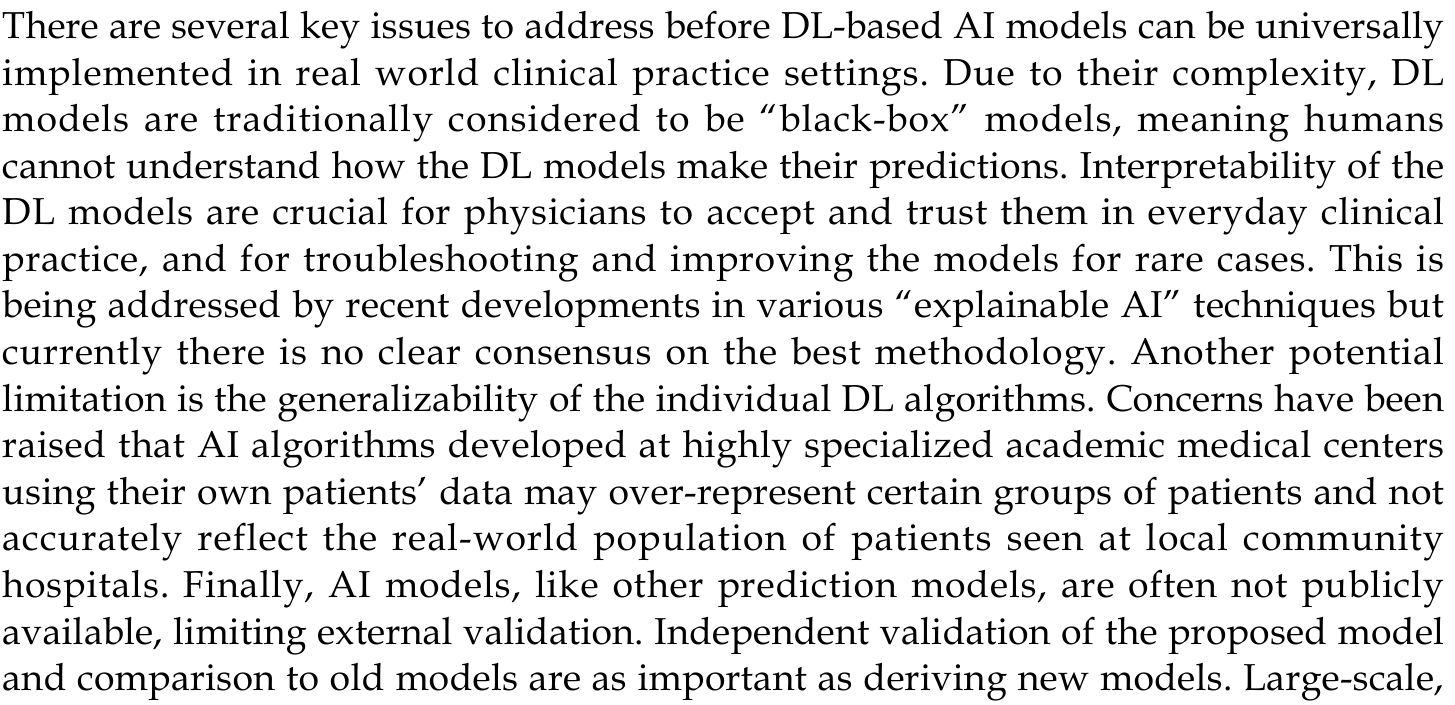 There are several key issues to address before DL-based AI models can be universally
implemented in real world clinical practice settings. Due to their complexity, DL
models are traditionally considered to be “black-box” models, meaning humans
cannot understand how the DL models make their predictions. Interpretability of the
DL models are crucial for physicians to accept and trust them in everyday clinical
practice, and for troubleshooting and improving the models for rare cases. This is
being addressed by recent developments in various “explainable AI” techniques but
currently there is no clear consensus on the best methodology. Another potential
limitation is the generalizability of the individual DL algorithms. Concerns have been
raised that AI algorithms developed at highly specialized academic medical centers
using their own patients’ data may over-represent certain groups of patients and not
accurately reflect the real-world population of patients seen at local community
hospitals. Finally, AI models, like other prediction models, are often not publicly
available, limiting external validation. Independent validation of the proposed model
and comparison to old models are as important as deriving new models. Large-scale,